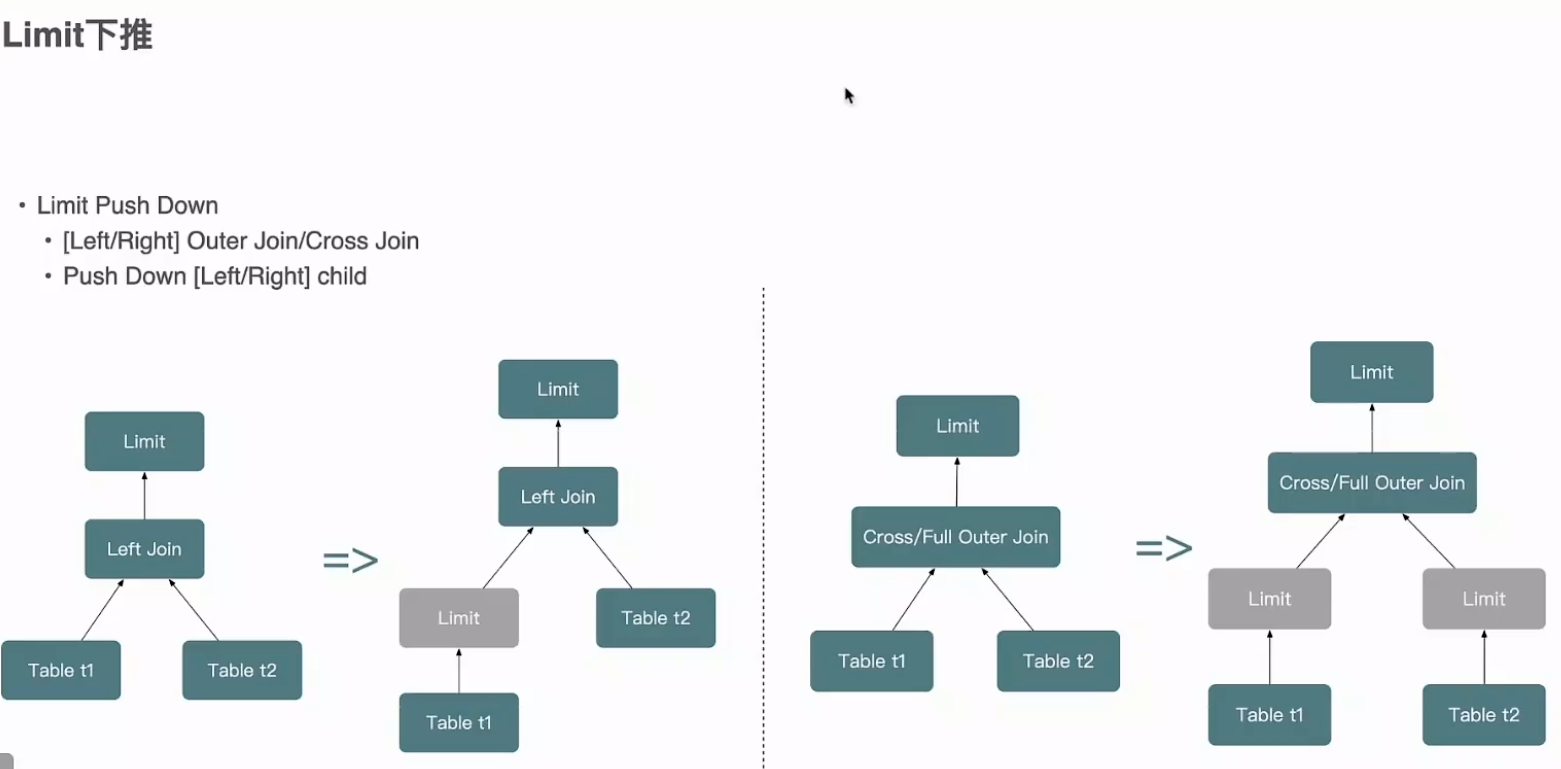 Limit下推
• Limit Push Down
• [Left/Right] Outer Join/Cross Join
• Push Down [Left/Right] child
Limit
Left Join
Table t1
Table t2
=>
Limit
Left Join
Limit
Table t2
Table t1
Limit
Cross/Full Outer Join
Table t1
Table t2
=>
Limit
Cross/Full Outer Join
Limit
Limit
Table t1
Table t2